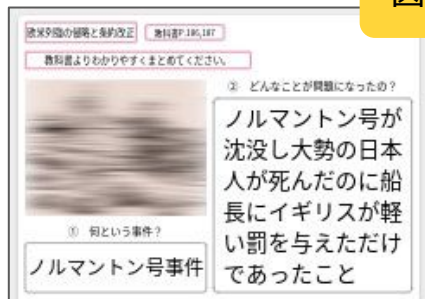 欧米列強の侵略と条約改正
教科書P.186,187
教科書よりわかりやすくまとめてください。
① 何という事件?
ノルマントン号事件
② どんなことが問題になったの?
ノルマントン号が
沈没し大勢の日本
人が死んだのに船
長にイギリスが軽
い罰を与えただけ
であったこと